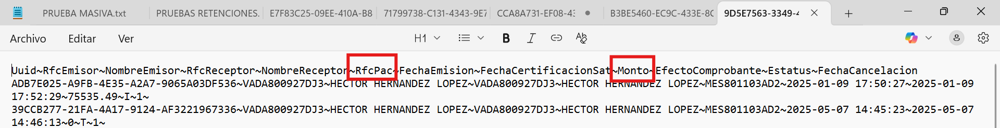 PRUEBA MASIVA.txt
PRUEBAS RETENCIONES.
E7F83C25-09EE-410A-B8
71799738-C131-4343-9E7
CCA8A731-EF08-43
B3BE5460-EC9C-433E-8C
9D5E7563-3349-4
Archivo Editar Ver H1 B I
Uuid~RfcEmisor~NombreEmisor~RfcReceptor~NombreReceptor~RfcPac~FechaEmision~FechaCertificacionSat~Monto~EfectoComprobante~Estatus~FechaCancelacion
ADB7E025-A9FB-4E35-A2A7-9065A03DF536~VADA800927DJ3~HECTOR HERNANDEZ LOPEZ~VADA800927DJ3~HECTOR HERNANDEZ LOPEZ~MES801103AD2~2025-01-09 17:50:27~2025-01-09
17:52:29~75535.49~I~1~
39CCB277-21FA-4A17-9124-AF3221967336~VADA800927DJ3~HECTOR HERNANDEZ LOPEZ~VADA800927DJ3~HECTOR HERNANDEZ LOPEZ~MES801103AD2~2025-05-07 14:45:23~2025-05-07
14:46:13~0~T~1~